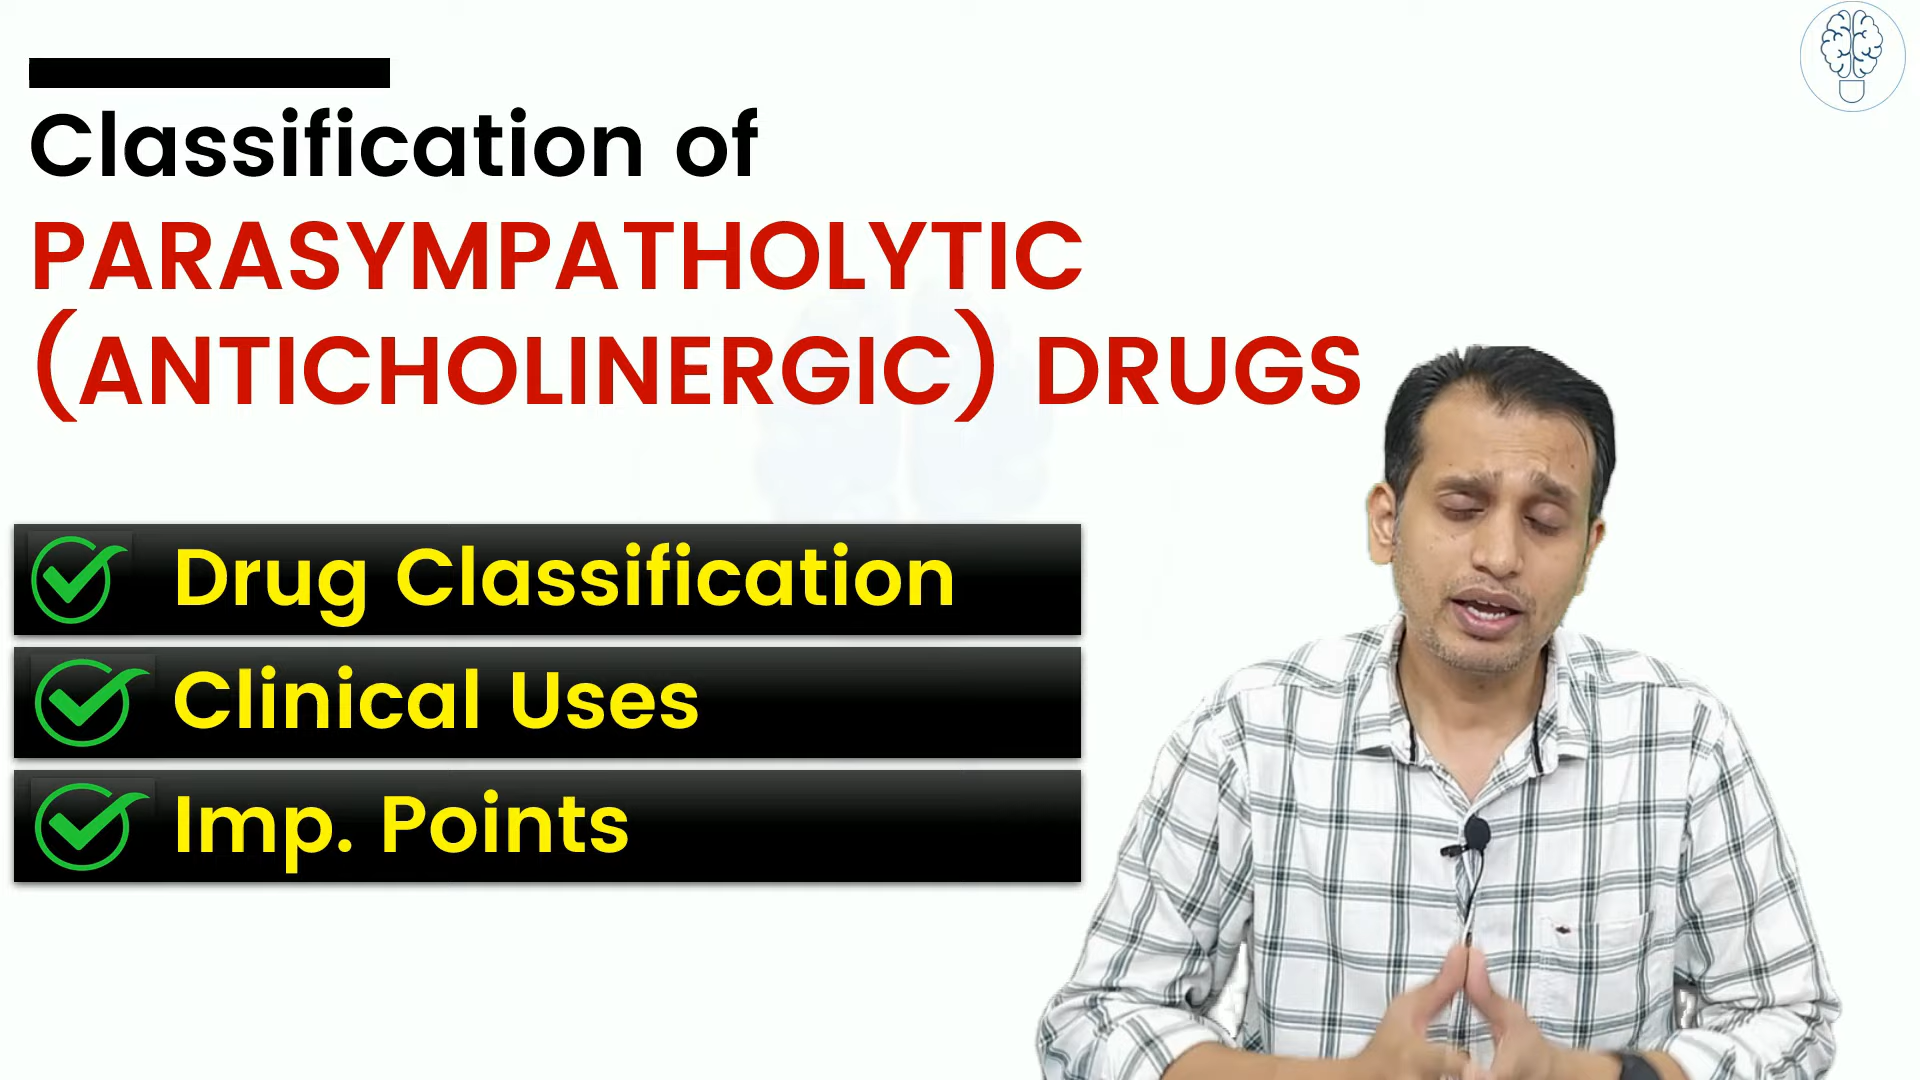 Classification of
PARASYMPATHOLYTIC
(ANTICHOLINERGIC) DRUGS
Drug Classification
Clinical Uses
Imp. Points